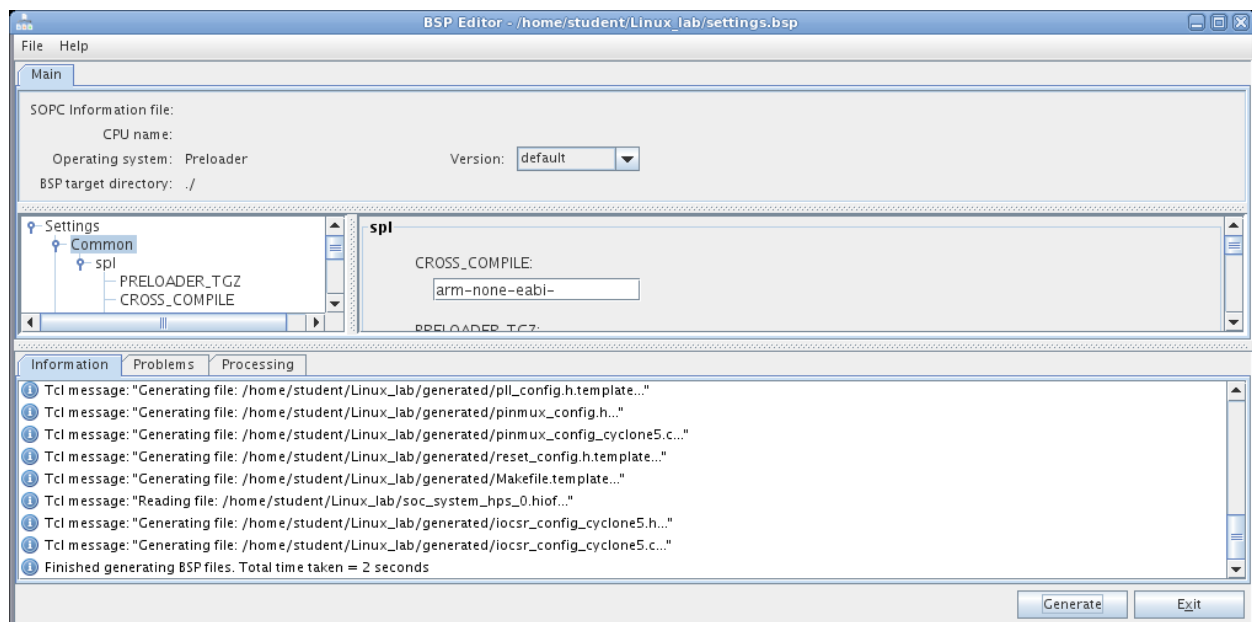 BSP Editor - /home/student/Linux_lab/settings.bsp
File Help
Main
SOPC Information file:
CPU name:
Operating system: Preloader Version: default
BSP target directory: ./
Settings
Common
spl
PRELOADER_TGZ
CROSS_COMPILE
spl
CROSS_COMPILE:
arm-none-eabi-
PRELOADER_TGZ:
Information Problems Processing
Tcl message: "Generating file: /home/student/Linux_lab/generated/pll_config.h.template..."
Tcl message: "Generating file: /home/student/Linux_lab/generated/pinmux_config.h..."
Tcl message: "Generating file: /home/student/Linux_lab/generated/pinmux_config_cyclone5.c..."
Tcl message: "Generating file: /home/student/Linux_lab/generated/reset_config.h.template..."
Tcl message: "Generating file: /home/student/Linux_lab/generated/Makefile.template..."
Tcl message: "Reading file: /home/student/Linux_lab/soc_system_hps_0.hiof..."
Tcl message: "Generating file: /home/student/Linux_lab/generated/iocsr_config_cyclone5.h..."
Tcl message: "Generating file: /home/student/Linux_lab/generated/iocsr_config_cyclone5.c..."
Finished generating BSP files. Total time taken = 2 seconds
Generate Exit